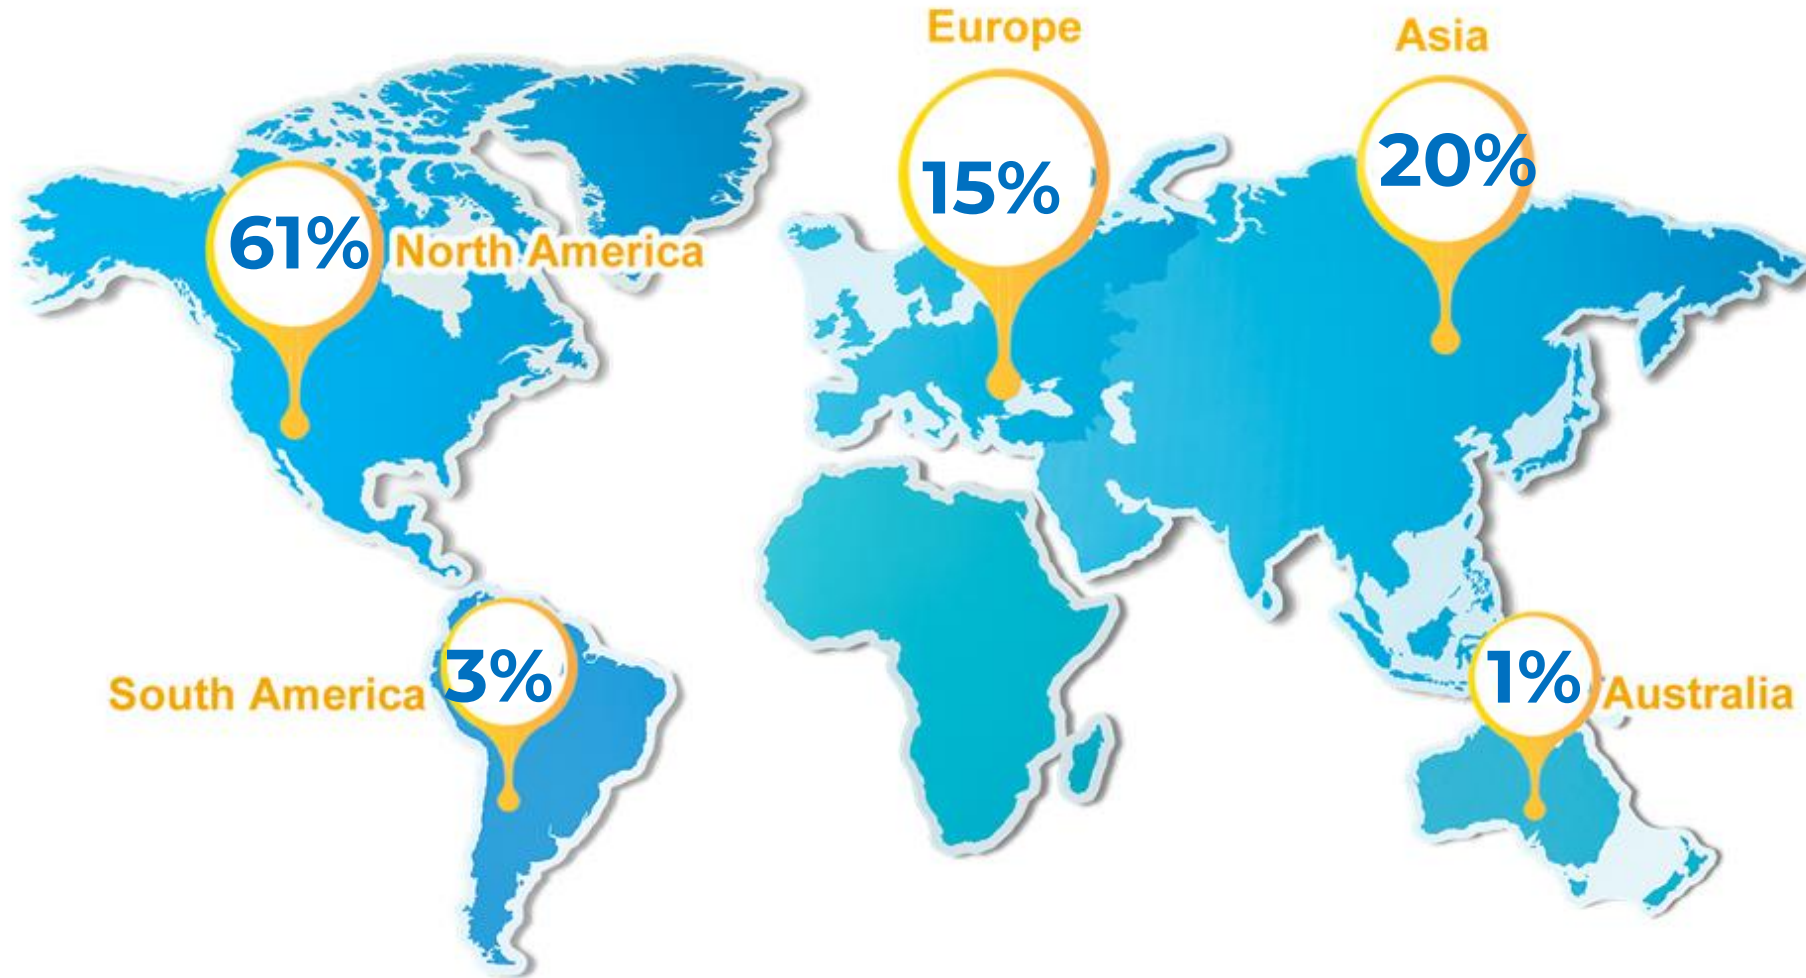 Europe
Asia
15%
20%
61%
North America
South America
3%
1%
Australia